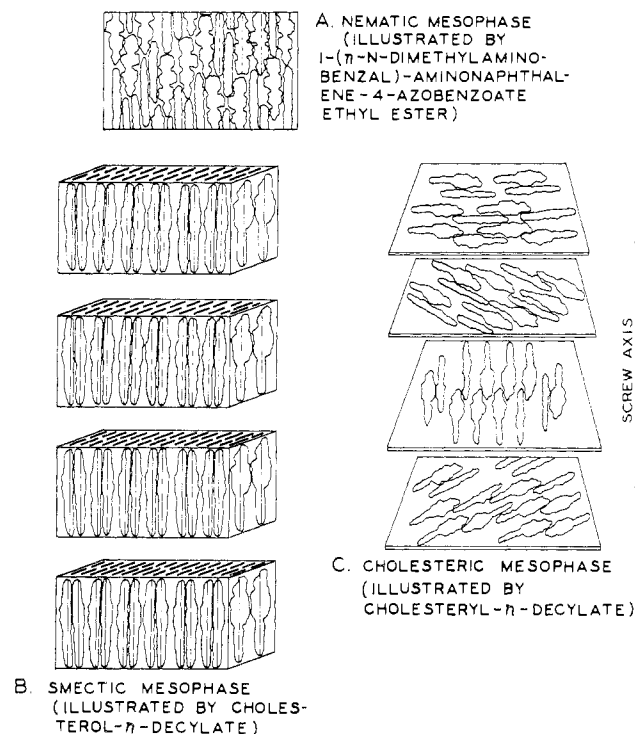 A. NEMATIC MESOPHASE
(ILLUSTRATED BY
1-(n-N-DIMETHYLAMINO-
BENZAL)-AMINONAPHTHAL-
ENE-4-AZOBENZOATE
ETHYL ESTER)
SCREW AXIS
C. CHOLESTERIC MESOPHASE
(ILLUSTRATED BY
CHOLESTERYL-n-DECYLATE)
B. SMECTIC MESOPHASE
(ILLUSTRATED BY CHOLES-
TEROL-n-DECYLATE)